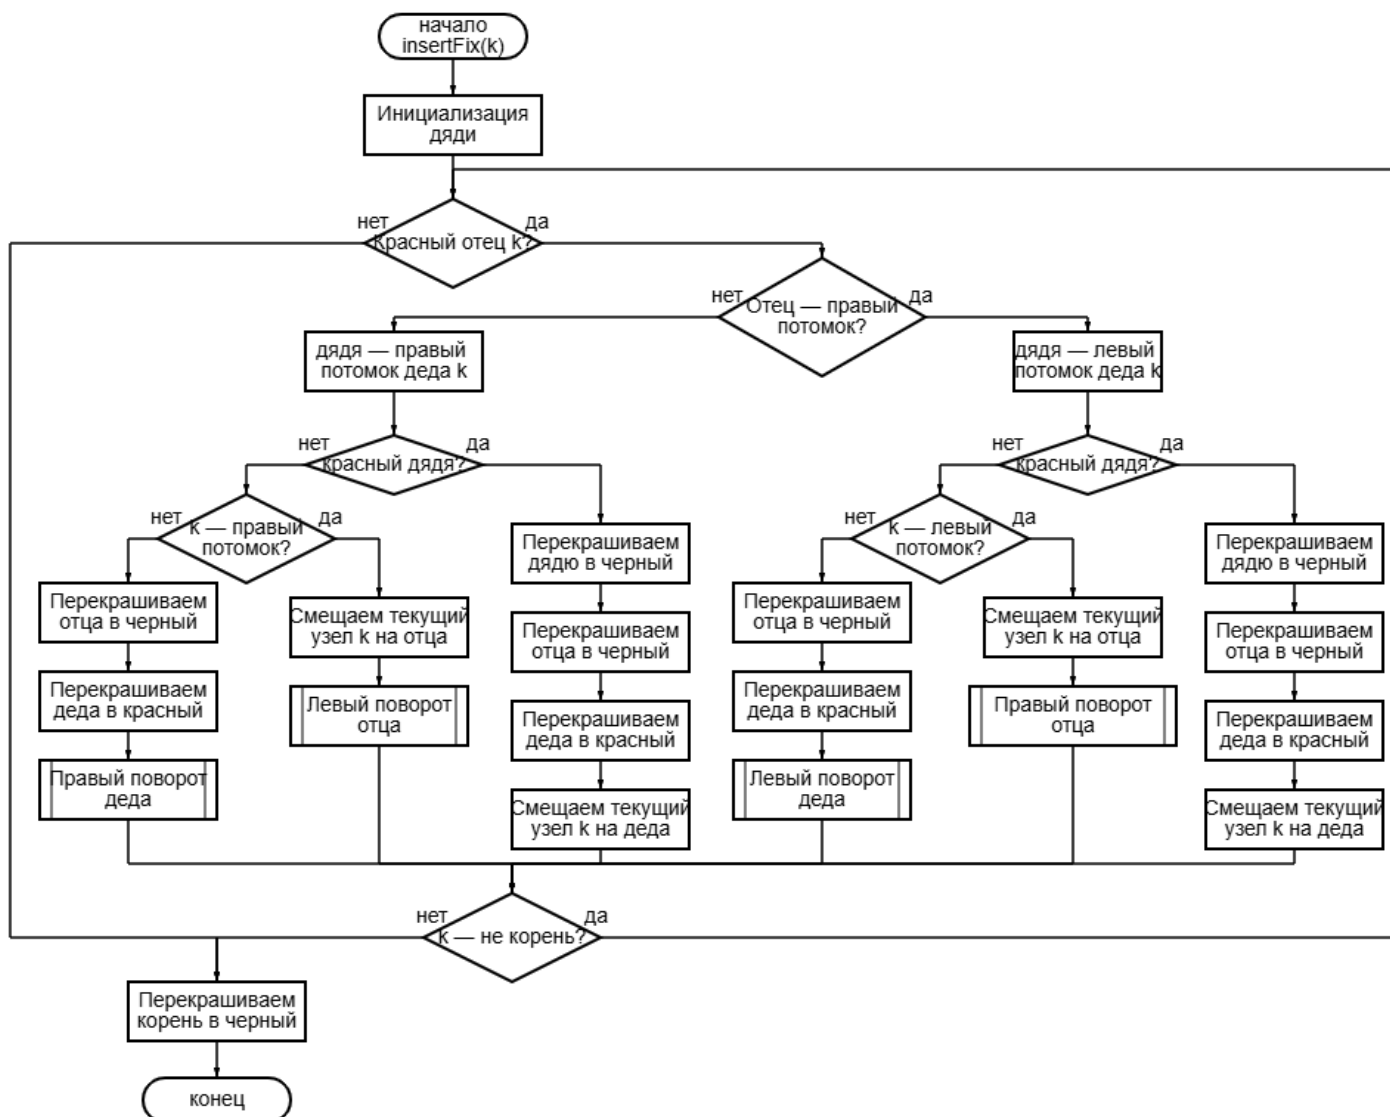 начало
insertFix(k)
Инициализация
дяди
нет
да
Красный отец k?
нет
да
Отец — правый
потомок?
дядя — правый
потомок деда k
дядя — левый
потомок деда k
нет
да
красный дядя?
нет
да
красный дядя?
нет
да
k — правый
потомок?
нет
да
k — левый
потомок?
Перекрашиваем
дядю в черный
Перекрашиваем
дядю в черный
Перекрашиваем
отца в черный
Смещаем текущий
узел k на отца
Перекрашиваем
отца в черный
Перекрашиваем
отца в черный
Смещаем текущий
узел k на отца
Перекрашиваем
отца в черный
Перекрашиваем
деда в красный
Левый поворот
отца
Перекрашиваем
деда в красный
Перекрашиваем
деда в красный
Правый поворот
отца
Перекрашиваем
деда в красный
Правый поворот
деда
Смещаем текущий
узел k на деда
Левый поворот
деда
Смещаем текущий
узел k на деда
нет
да
k — не корень?
Перекрашиваем
корень в черный
конец